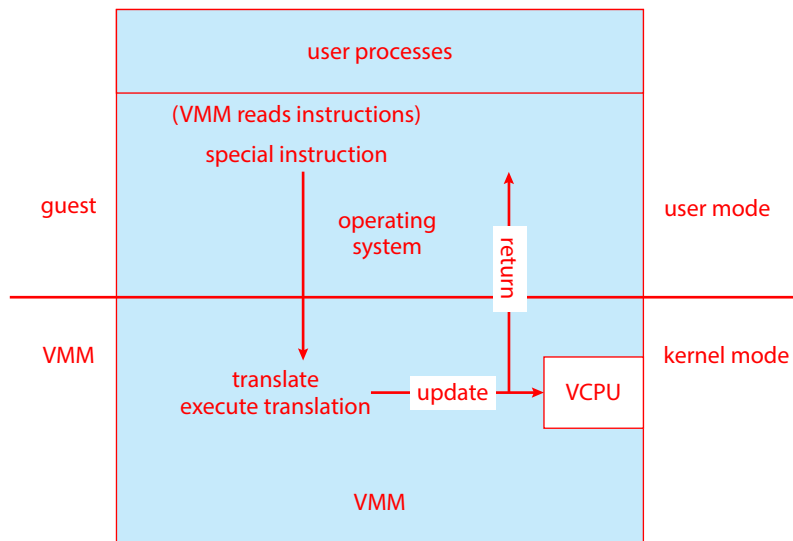 user processes
(VMM reads instructions)
special instruction
guest
operating
system
user mode
return
VMM
kernel mode
translate
execute translation
update
VCPU
VMM